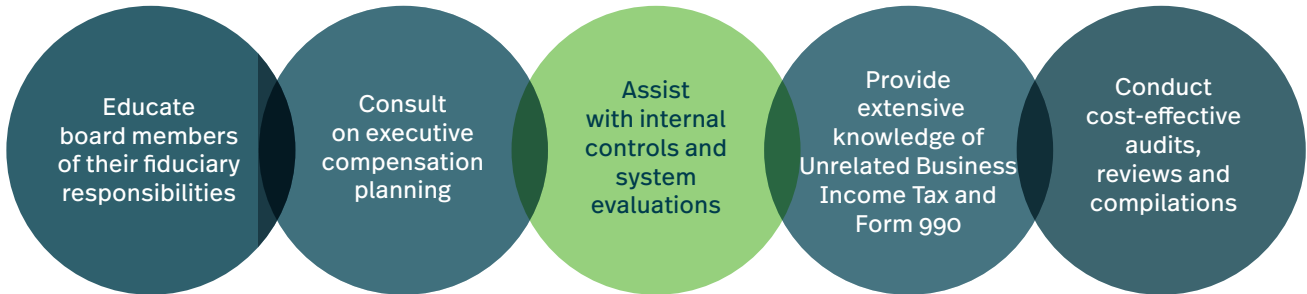 Educate
board members
of their fiduciary
responsibilities
Consult
on executive
compensation
planning
Assist
with internal
controls and
system
evaluations
Provide
extensive
knowledge of
Unrelated Business
Income Tax and
Form 990
Conduct
cost-effective
audits,
reviews and
compilations